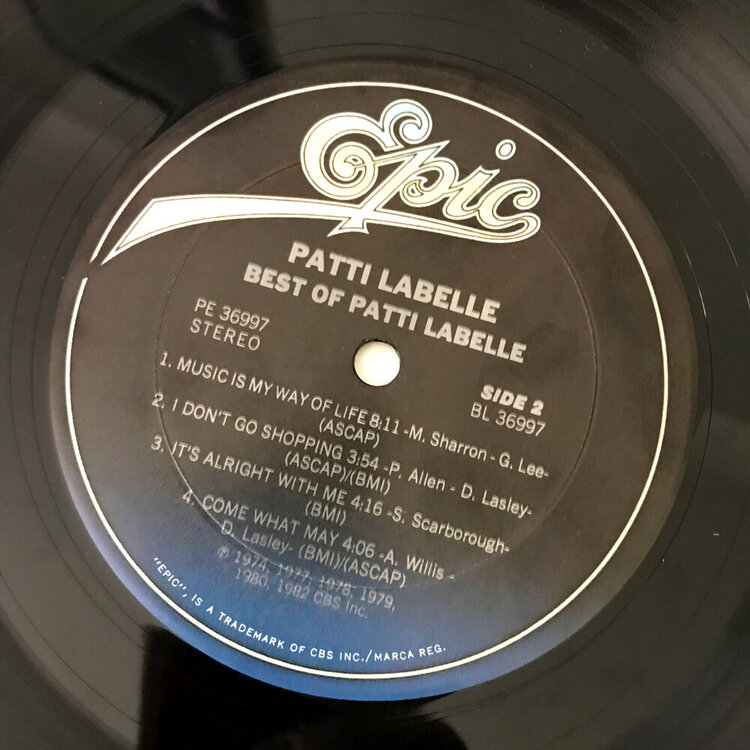 Epic
PATTI LABELLE
BEST OF PATTI LABELLE
PE 36997
STEREO
SIDE 2
BL 36997
1. MUSIC IS MY WAY OF LIFE 8:11 -M. Sharron - G. Lee-
(ASCAP)
2. I DON'T GO SHOPPING 3:54 -P. Allen - D. Lasley-
(ASCAP)/(BMI)
3. IT'S ALRIGHT WITH ME 4:16 -S. Scarborough-
(BMI)
4. COME WHAT MAY 4:06 -A. Willis -
D. Lasley- (BMI)/(ASCAP)
℗ 1974, 1977, 1978, 1979,
1980, 1982 CBS Inc.
"EPIC", IS A TRADEMARK OF CBS INC./MARCA REG.